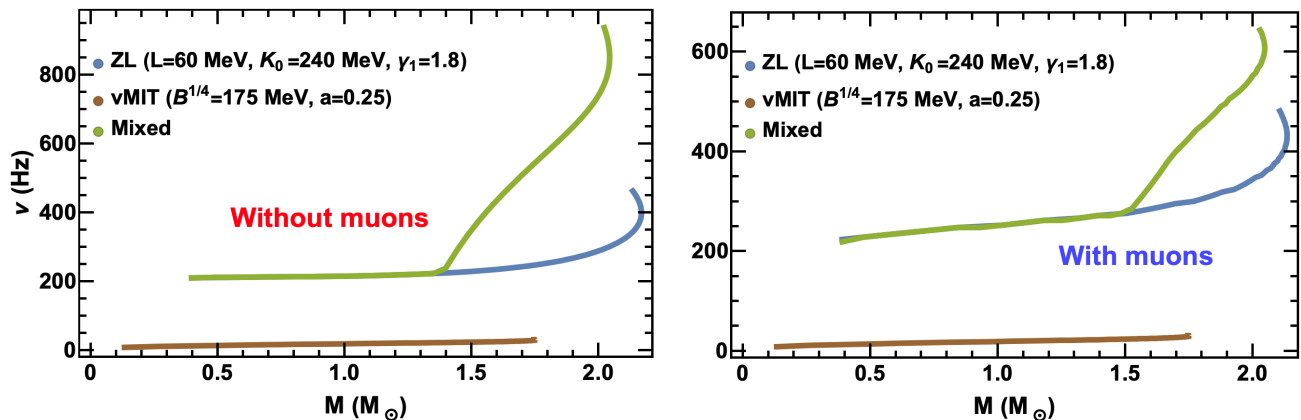 ZL (L=60 MeV, K₀ =240 MeV, γ₁=1.8)
vMIT (B^1/4=175 MeV, a=0.25)
Mixed
Without muons
ν (Hz)
800
600
400
200
0
0 0.5 1.0 1.5 2.0
M (M⊙)
ZL (L=60 MeV, K₀ =240 MeV, γ₁=1.8)
vMIT (B^1/4=175 MeV, a=0.25)
Mixed
With muons
600
400
200
0
0 0.5 1.0 1.5 2.0
M (M⊙)